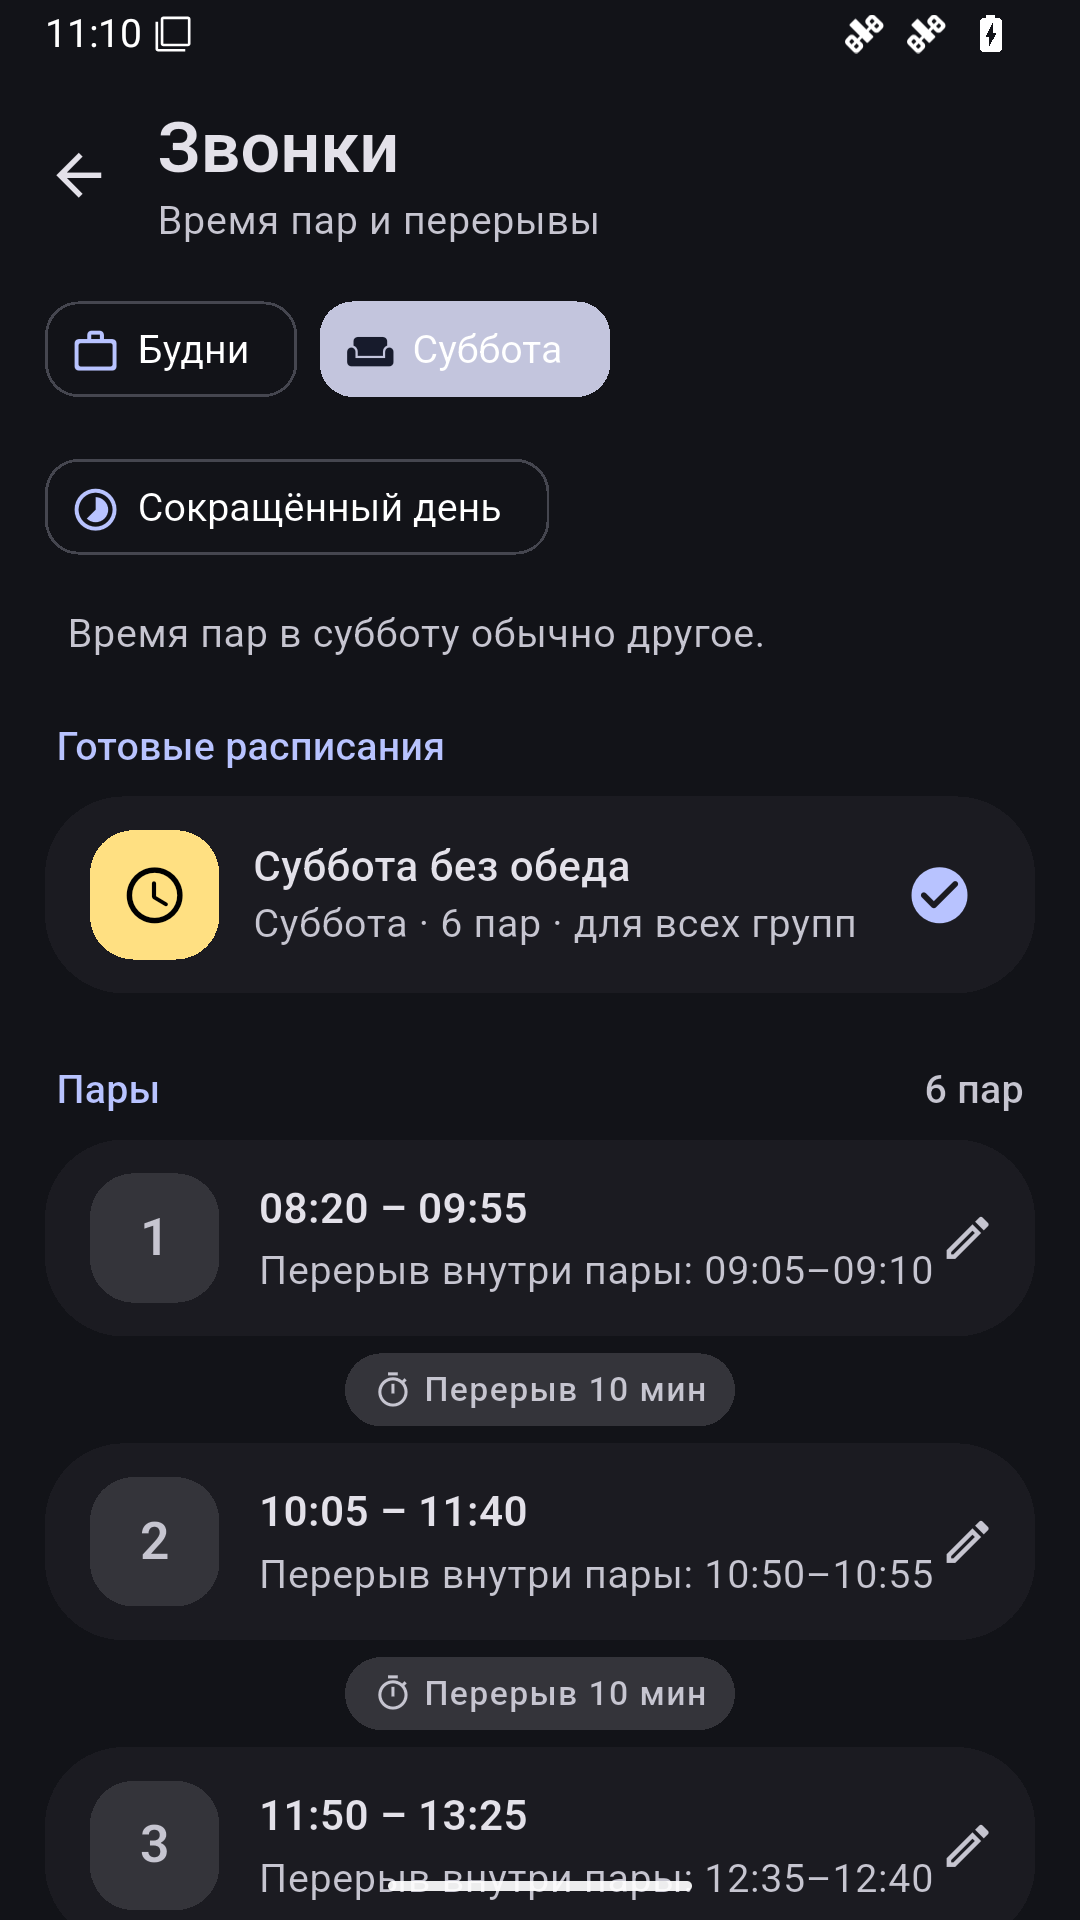 11:10
Звонки
Время пар и перерывы
Будни
Суббота
Сокращённый день
Время пар в субботу обычно другое.
Готовые расписания
Суббота без обеда
Суббота · 6 пар · для всех групп
Пары
6 пар
1
08:20 – 09:55
Перерыв внутри пары: 09:05–09:10
Перерыв 10 мин
2
10:05 – 11:40
Перерыв внутри пары: 10:50–10:55
Перерыв 10 мин
3
11:50 – 13:25
Перерыв внутри пары: 12:35–12:40